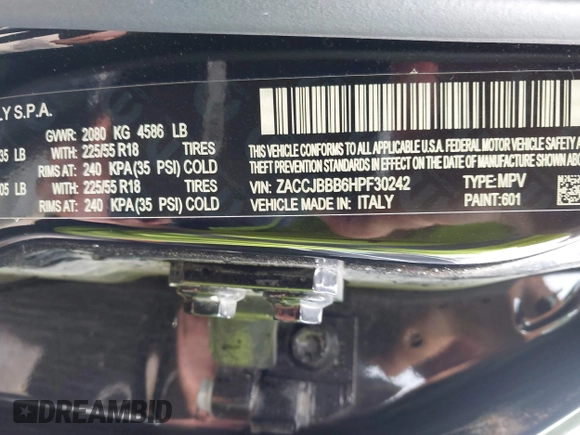 LY S.P.A.
GVWR: 2080 KG 4586 LB
35 LB WITH: 225/55 R18 TIRES
RIMS AT: 240 KPA(35 PSI) COLD
05 LB WITH: 225/55 R18 TIRES
RIMS AT: 240 KPA(35 PSI) COLD
THIS VEHICLE CONFORMS TO ALL APPLICABLE U.S.A. FEDERAL MOTOR VEHICLE SAFETY
THEFT PREVENTION STANDARDS IN EFFECT ON THE DATE OF MANUFACTURE SHOWN ABOV
VIN: ZACCJBBB6HPF30242 TYPE: MPV
VEHICLE MADE IN: ITALY PAINT: 601
DREAMBID